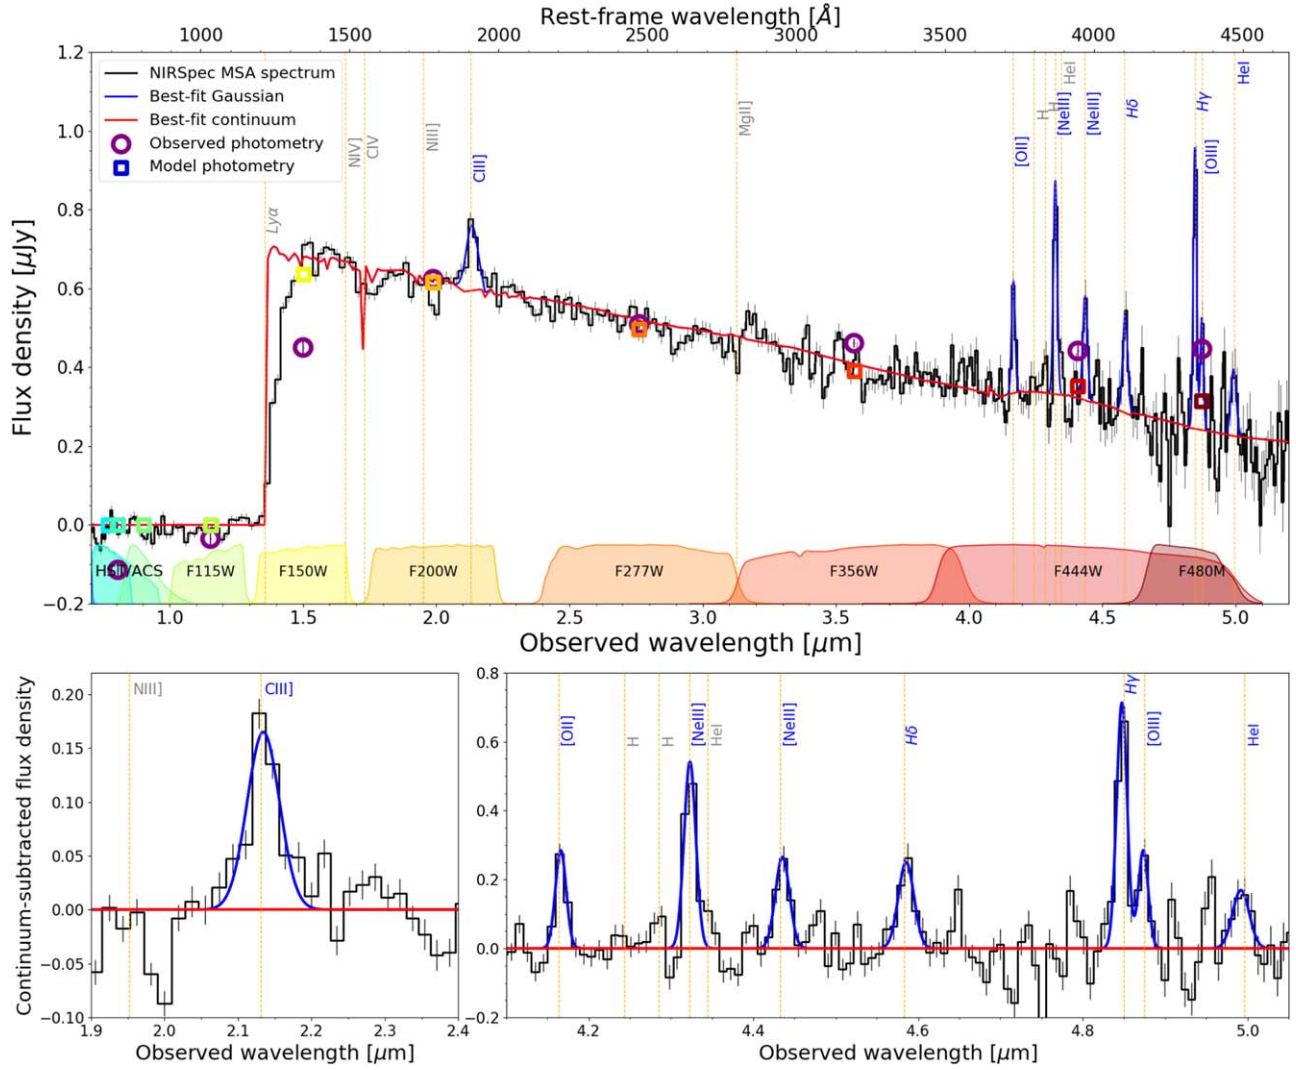 Rest-frame wavelength [Å]
1000 1500 2000 2500 3000 3500 4000 4500
1.2
1.0
0.8
0.6
0.4
0.2
0.0
−0.2
Flux density [μJy]
NIRSpec MSA spectrum
Best-fit Gaussian
Best-fit continuum
Observed photometry
Model photometry
Lyα
NIV]
CIV
NIII]
CIII]
MgII]
[OII]
H
H
[NeIII]
HeI
[NeIII]
Hδ
Hγ
[OIII]
HeI
HST/ACS
F115W
F150W
F200W
F277W
F356W
F444W
F480M
1.0 1.5 2.0 2.5 3.0 3.5 4.0 4.5 5.0
Observed wavelength [μm]
Continuum-subtracted flux density
0.20
0.15
0.10
0.05
0.00
−0.05
−0.10
NIII]
CIII]
1.9 2.0 2.1 2.2 2.3 2.4
Observed wavelength [μm]
0.8
0.6
0.4
0.2
0.0
−0.2
[OII]
H
H
[NeIII]
HeI
[NeIII]
Hδ
Hγ
[OIII]
HeI
4.2 4.4 4.6 4.8 5.0
Observed wavelength [μm]